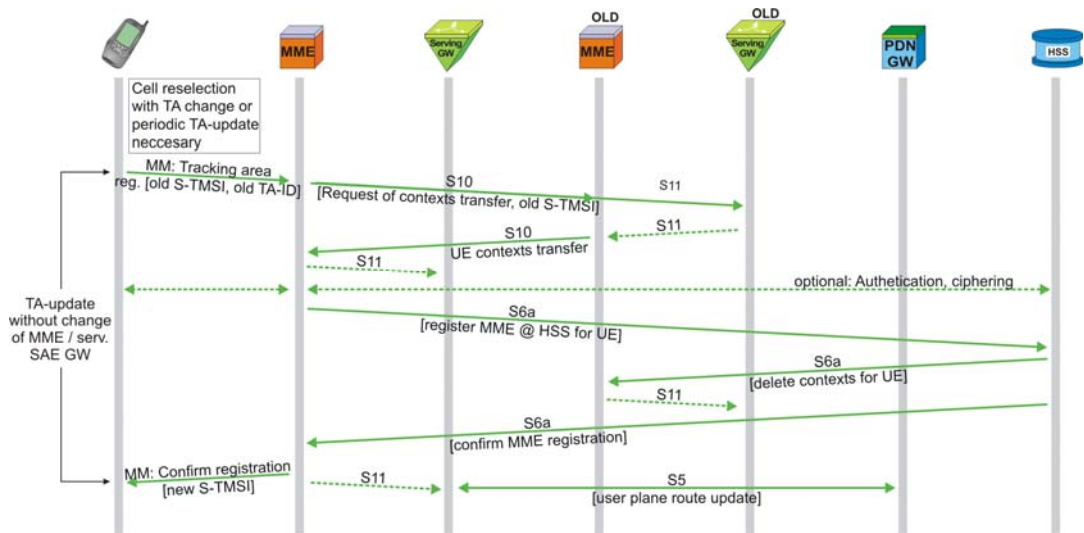 OLD
OLD
MME
Serving
GW
MME
Serving
GW
PDN
GW
HSS
Cell reselection
with TA change or
periodic TA-update
neccesary
MM: Tracking area
reg. [old S-TMSI, old TA-ID]
S10
[Request of contexts transfer, old S-TMSI]
S11
S11
S10
UE contexts transfer
S11
optional: Authetication, ciphering
TA-update
without change
of MME / serv.
SAE GW
S6a
[register MME @ HSS for UE]
S6a
[delete contexts for UE]
S11
S6a
[confirm MME registration]
MM: Confirm registration
[new S-TMSI]
S11
S5
[user plane route update]